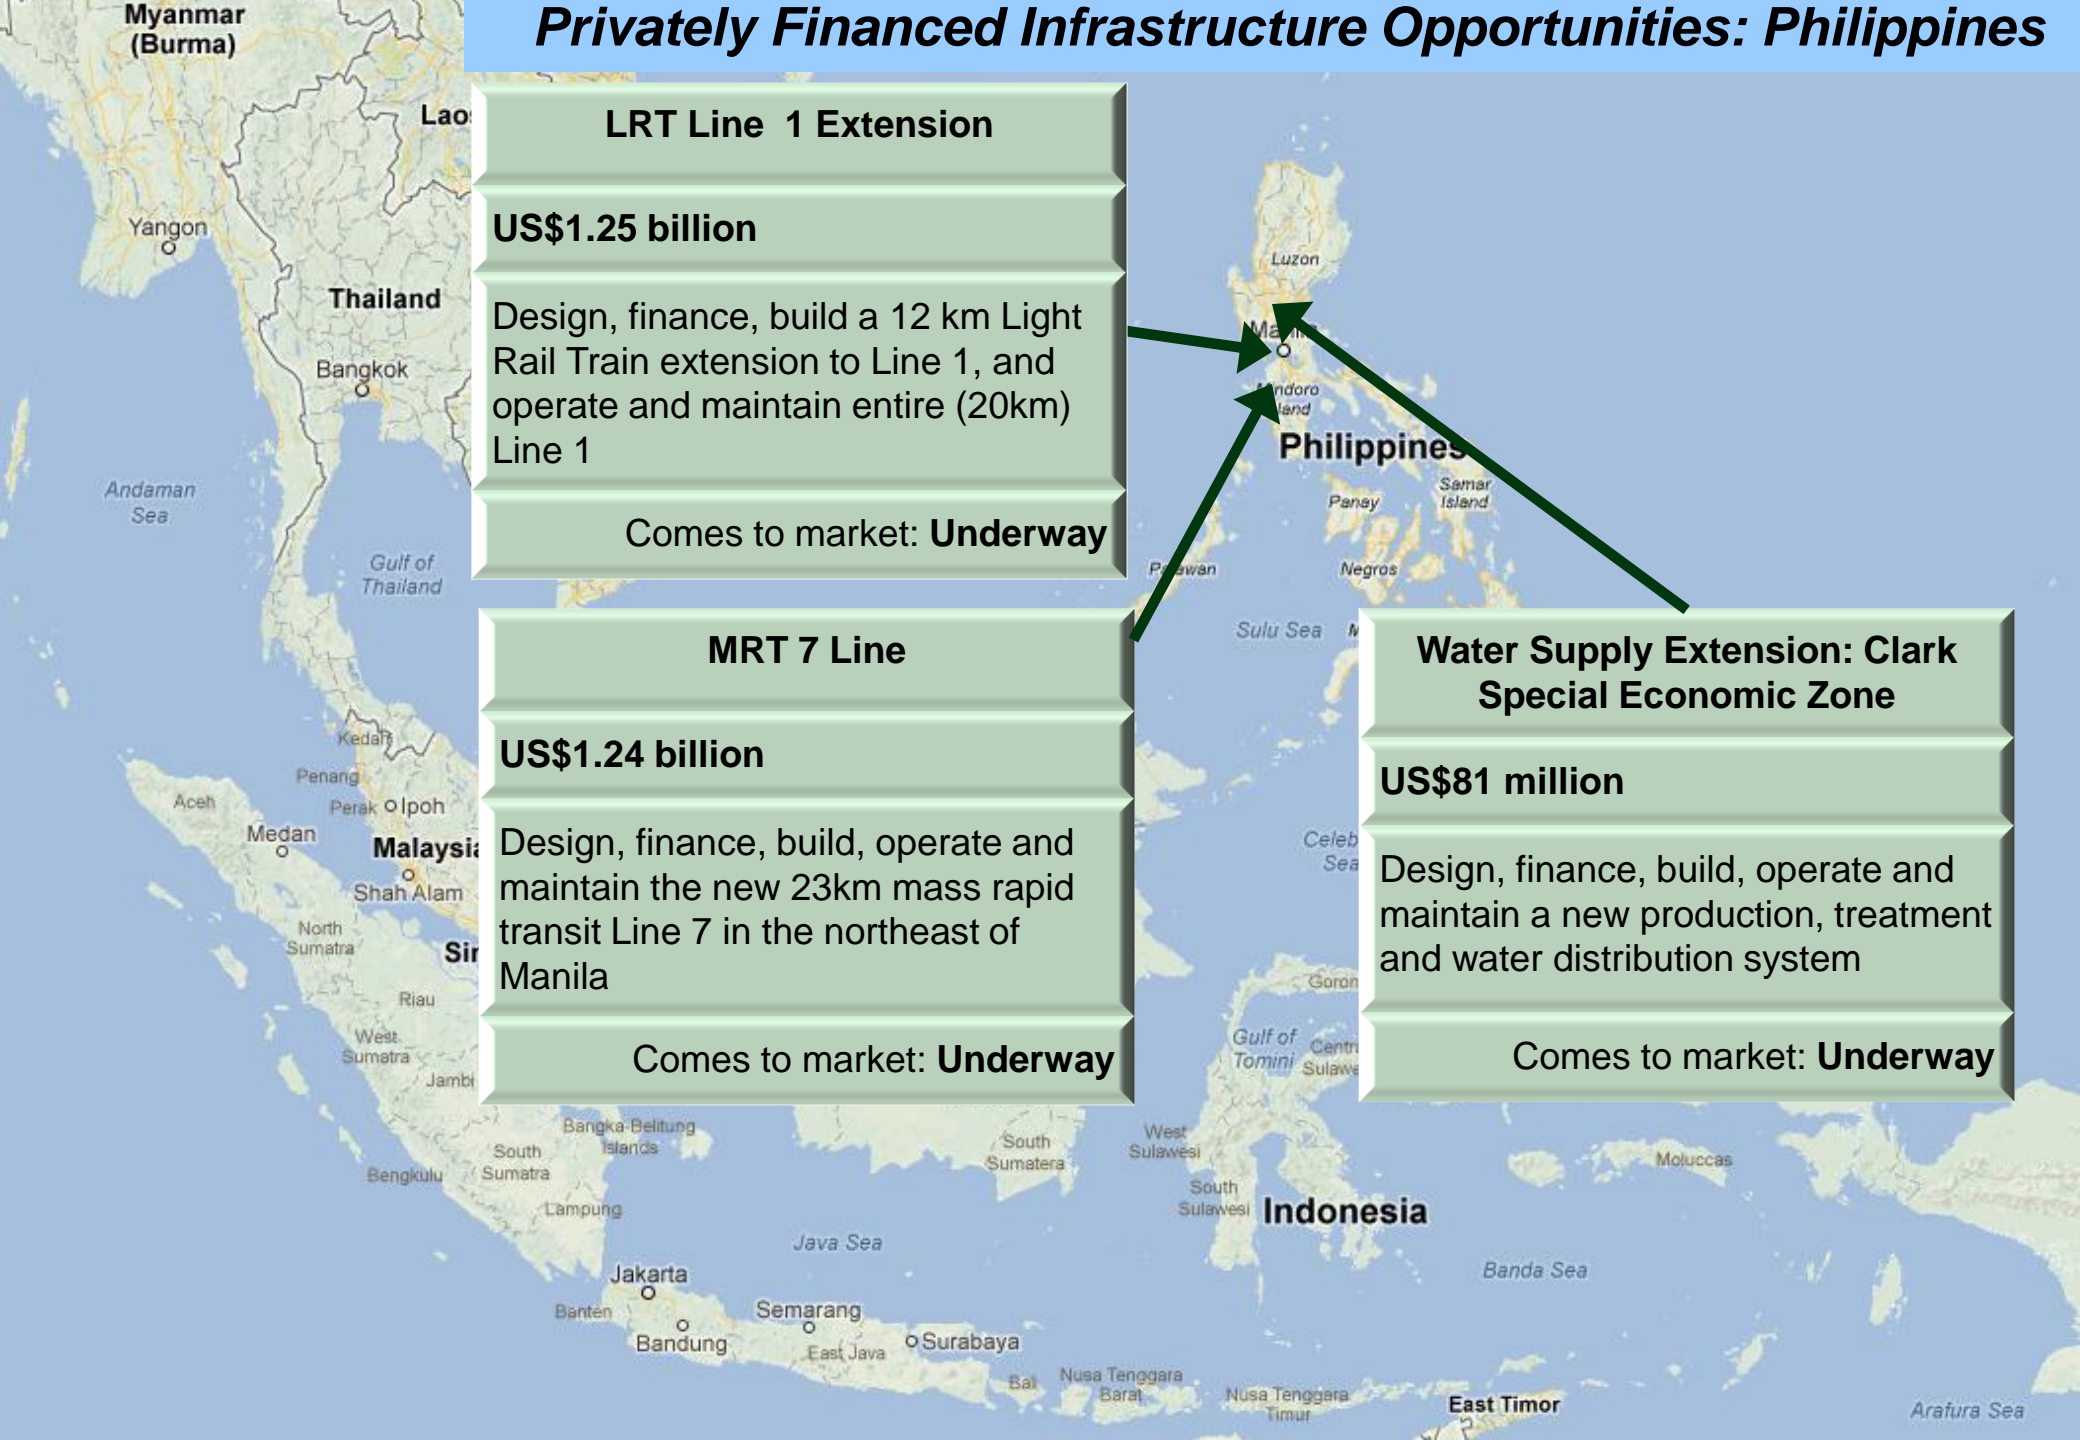 Privately Financed Infrastructure Opportunities: Philippines
Myanmar
(Burma)
LRT Line 1 Extension
US$1.25 billion
Design, finance, build a 12 km Light
Rail Train extension to Line 1, and
operate and maintain entire (20km)
Line 1
Comes to market: Underway
MRT 7 Line
US$1.24 billion
Design, finance, build, operate and
maintain the new 23km mass rapid
transit Line 7 in the northeast of
Manila
Comes to market: Underway
Water Supply Extension: Clark
Special Economic Zone
US$81 million
Design, finance, build, operate and
maintain a new production, treatment
and water distribution system
Comes to market: Underway
Yangon
Thailand
Bangkok
Andaman
Sea
Gulf of
Thailand
Luzon
Philippines
Samar
Island
Panay
Negros
Sulu Sea
Kedah
Penang
Perak
Ipoh
Aceh
Medan
Shah Alam
North
Sumatra
Riau
West
Sumatra
Jambi
Gulf of
Tomini
Bangka-Belitung
Islands
South
Sumatra
Bengkulu
Lampung
South
Sumatera
West
Sulawesi
South
Sulawesi
Indonesia
Moluccas
Java Sea
Banda Sea
Jakarta
Banten
Bandung
Semarang
East Java
Surabaya
Bali
Nusa Tenggara
Barat
Nusa Tenggara
Timur
East Timor
Arafura Sea